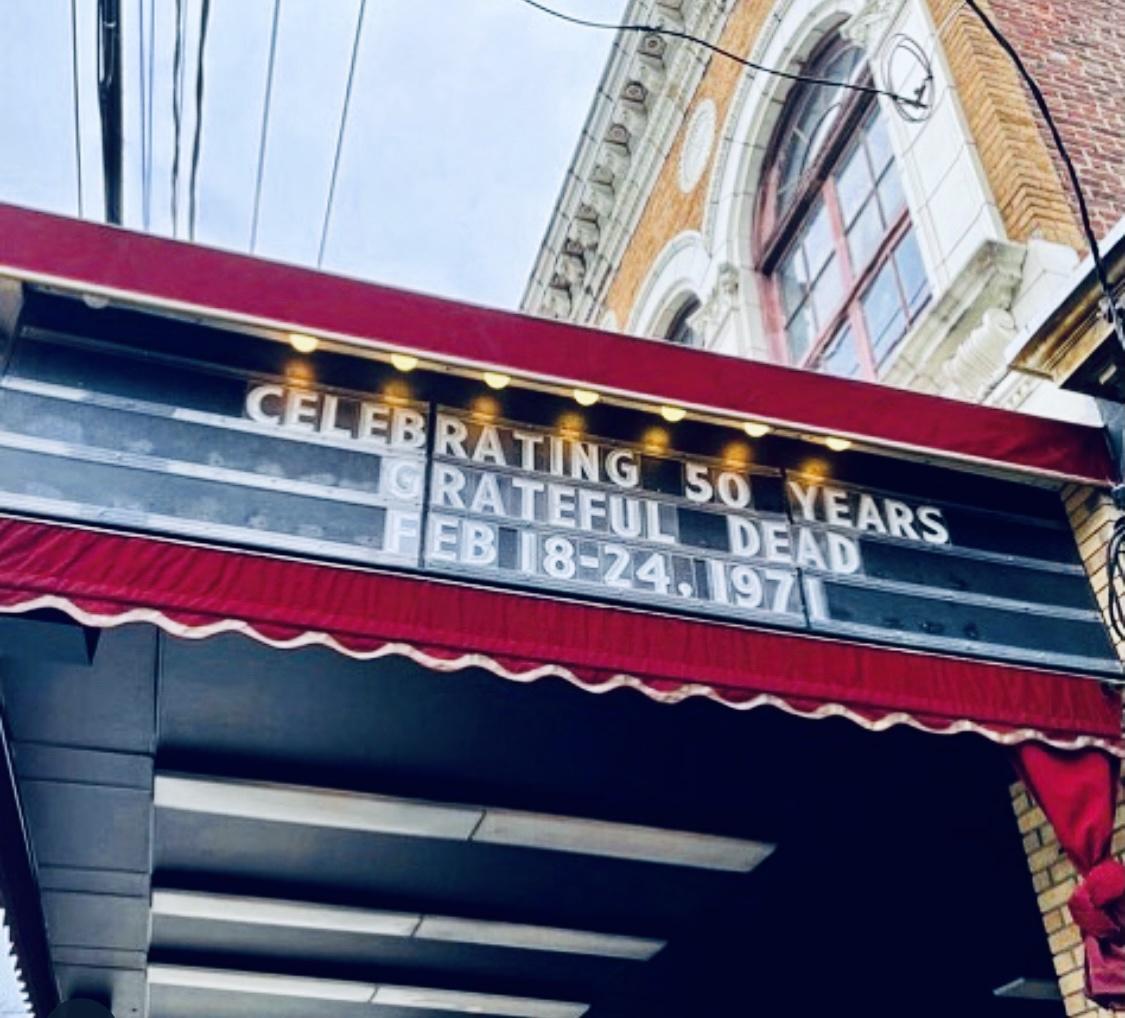 CELEBRATING 50 YEARS
GRATEFUL DEAD
FEB 18-24, 1971